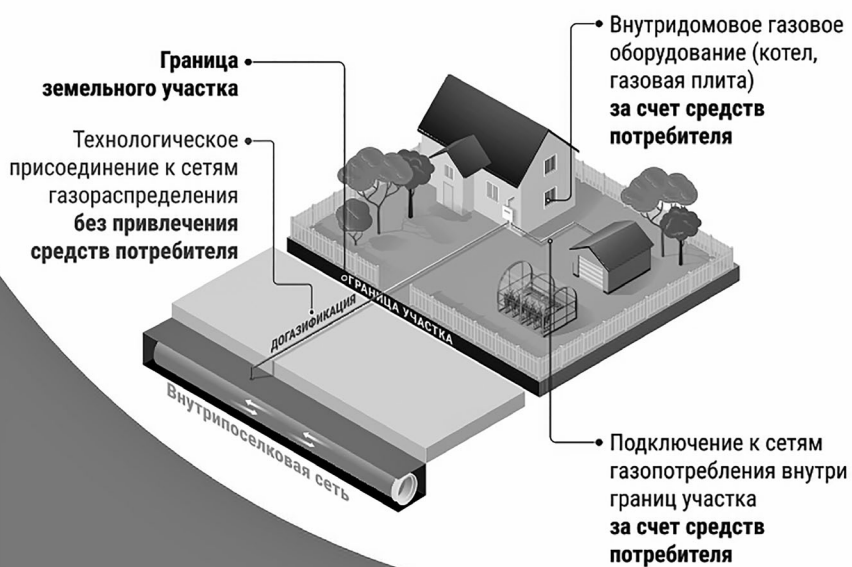 Граница
земельного участка
Технологическое
присоединение к сетям
газораспределения
без привлечения
средств потребителя
Внутридомовое газовое
оборудование (котел,
газовая плита)
за счет средств
потребителя
ГРАНИЦА УЧАСТКА
ДОГАЗИФИКАЦИЯ
Внутрипоселковая сеть
Подключение к сетям
газопотребления внутри
границ участка
за счет средств
потребителя